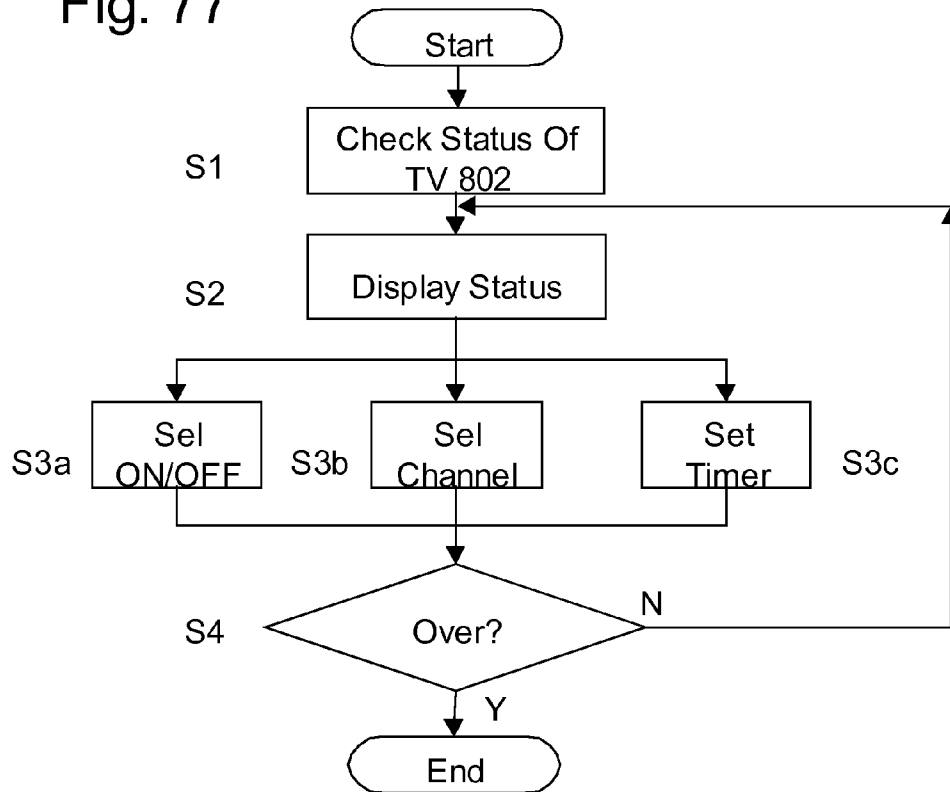 Fig. 77
Start
S1
Check Status Of
TV 802
S2
Display Status
S3a
Sel
ON/OFF
S3b
Sel
Channel
Set
Timer
S3c
S4
Over?
N
Y
End